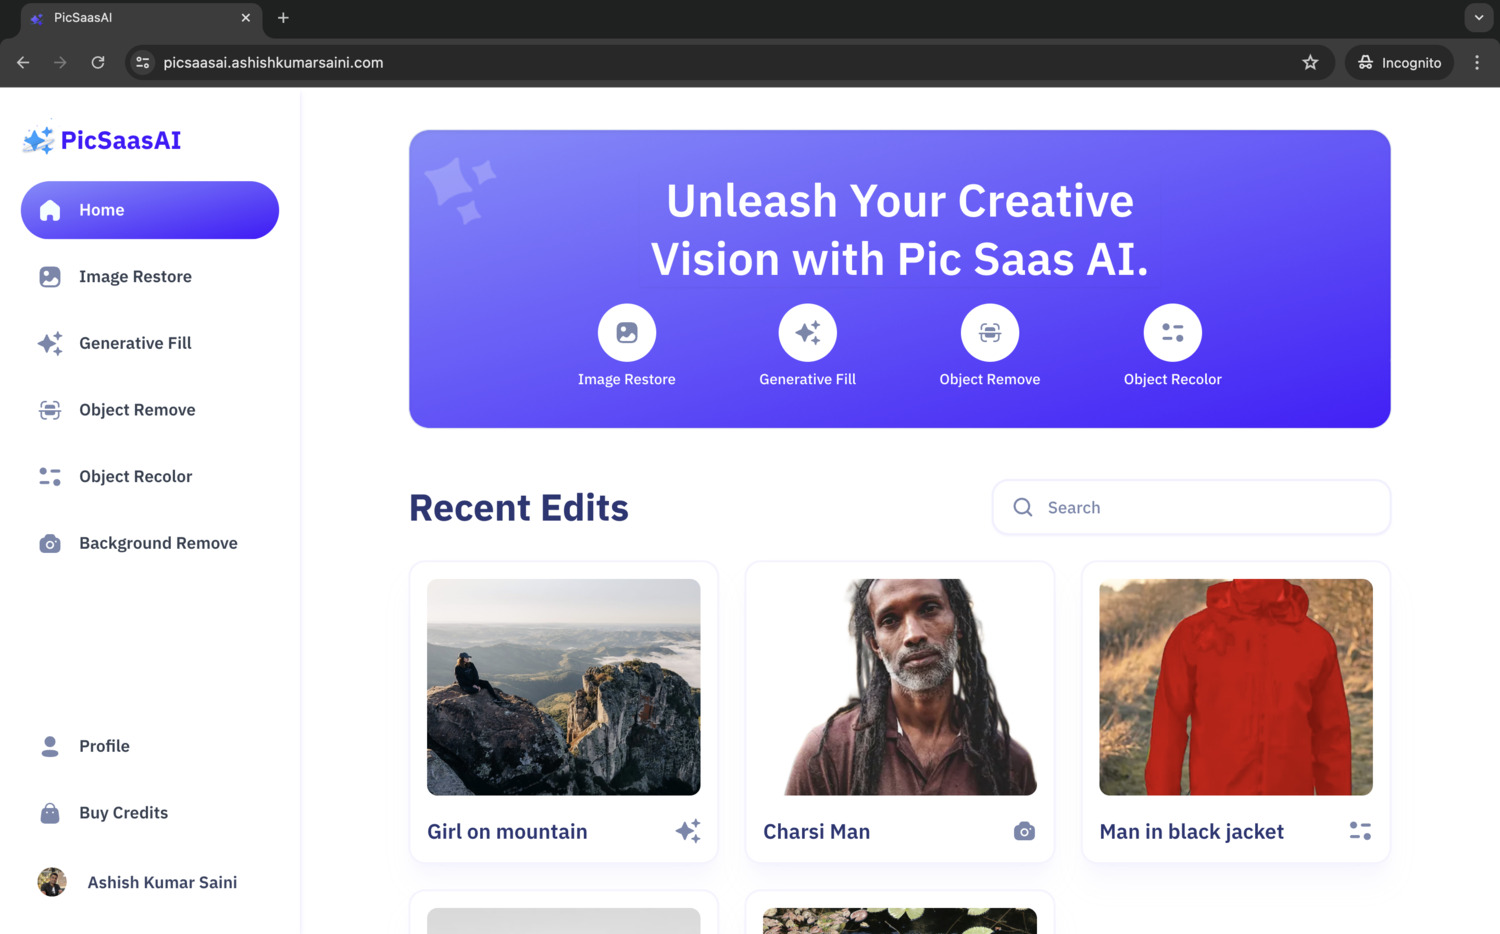 PicSaasAI
picsaasai.ashishkumarsaini.com
Incognito
PicSaasAI
Home
Image Restore
Generative Fill
Object Remove
Object Recolor
Background Remove
Profile
Buy Credits
Ashish Kumar Saini
Unleash Your Creative
Vision with Pic Saas AI.
Image Restore
Generative Fill
Object Remove
Object Recolor
Recent Edits
Search
Girl on mountain
Charsi Man
Man in black jacket